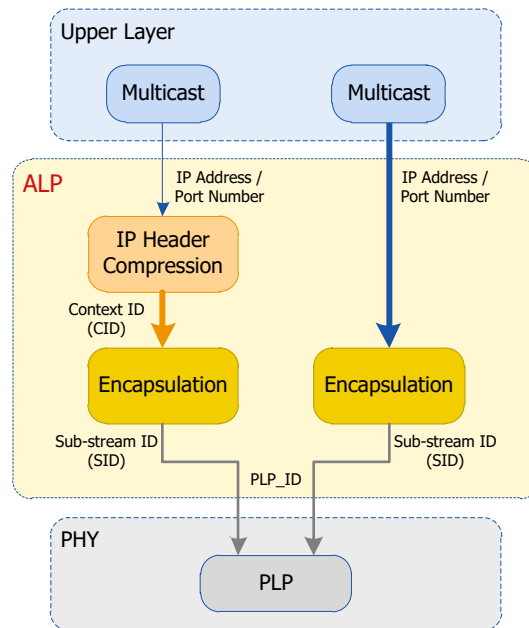 Upper Layer
Multicast
Multicast
IP Address /
Port Number
IP Address /
Port Number
ALP
IP Header
Compression
Context ID
(CID)
Encapsulation
Encapsulation
Sub-stream ID
(SID)
Sub-stream ID
(SID)
PLP_ID
PHY
PLP